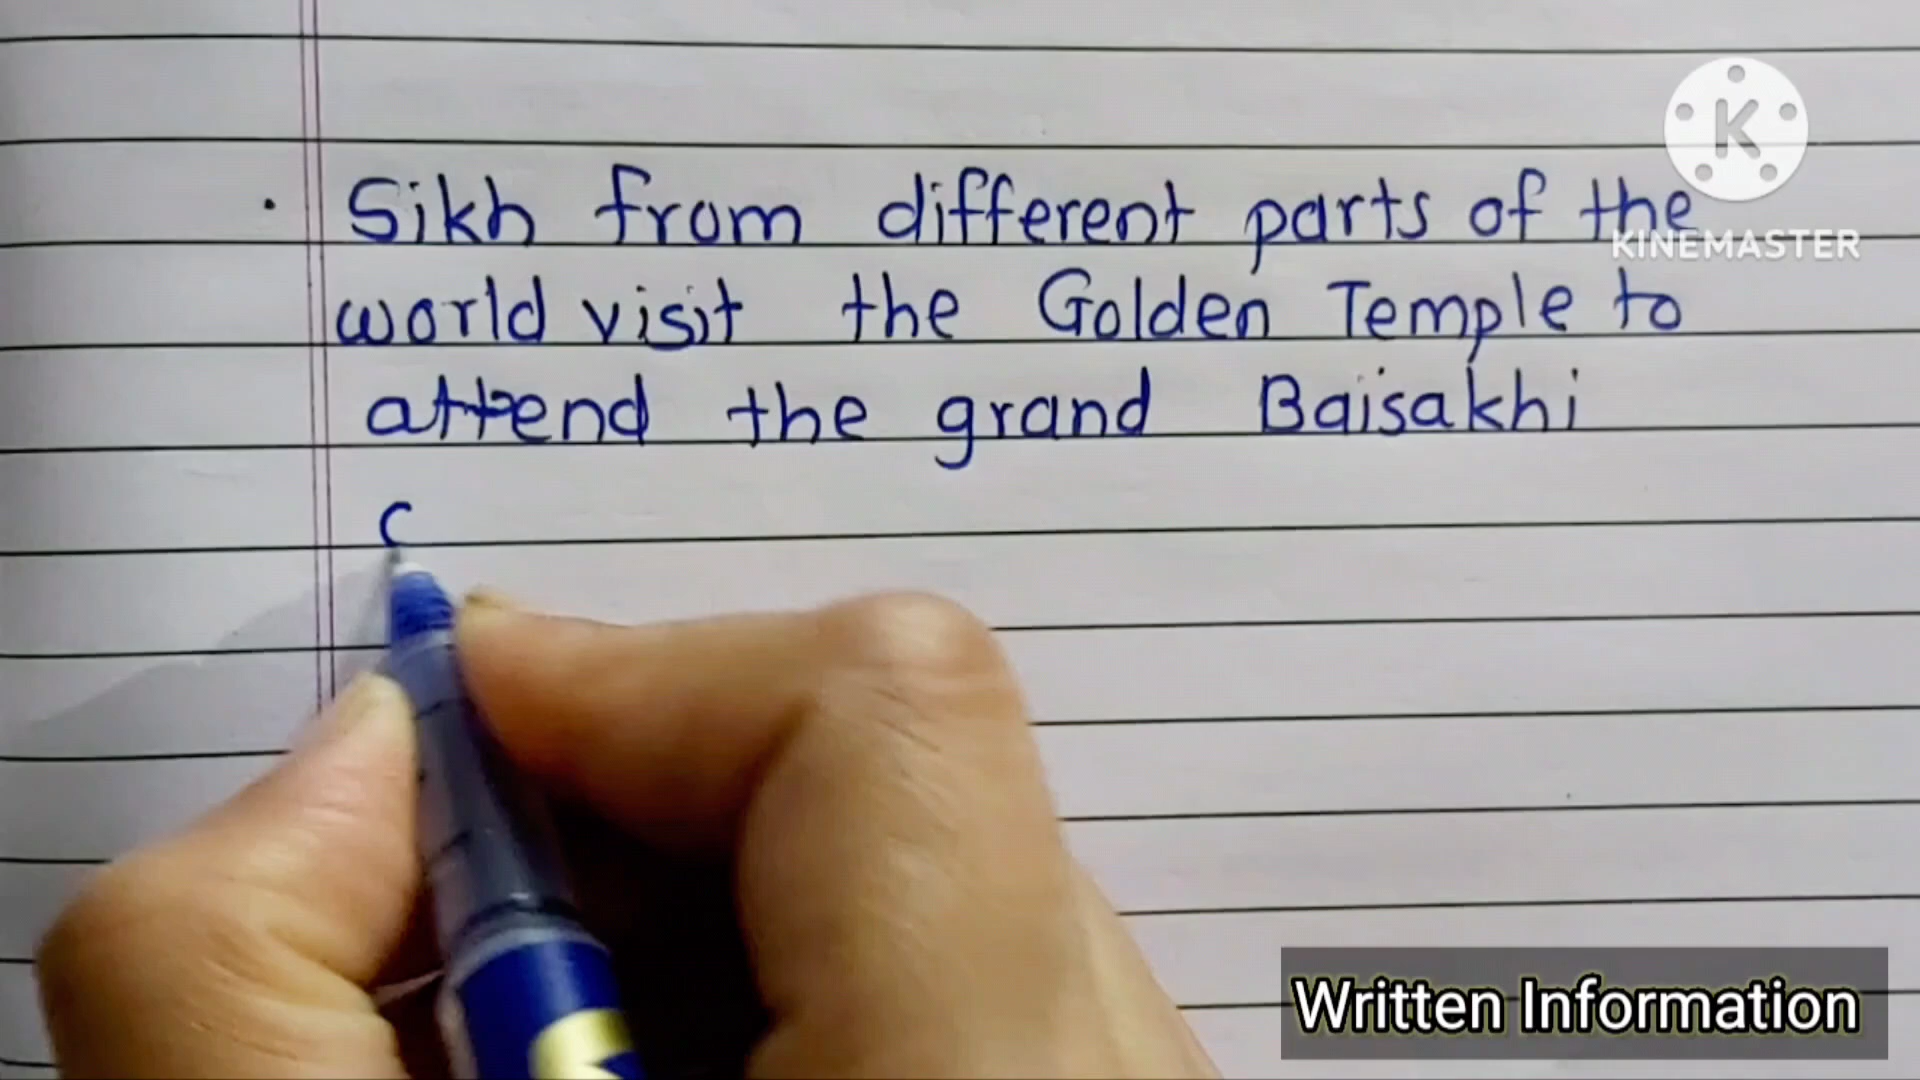 . Sikh from different parts of the
world visit the Golden Temple to
attend the grand Baisakhi
c
K
KINEMASTER
Written Information